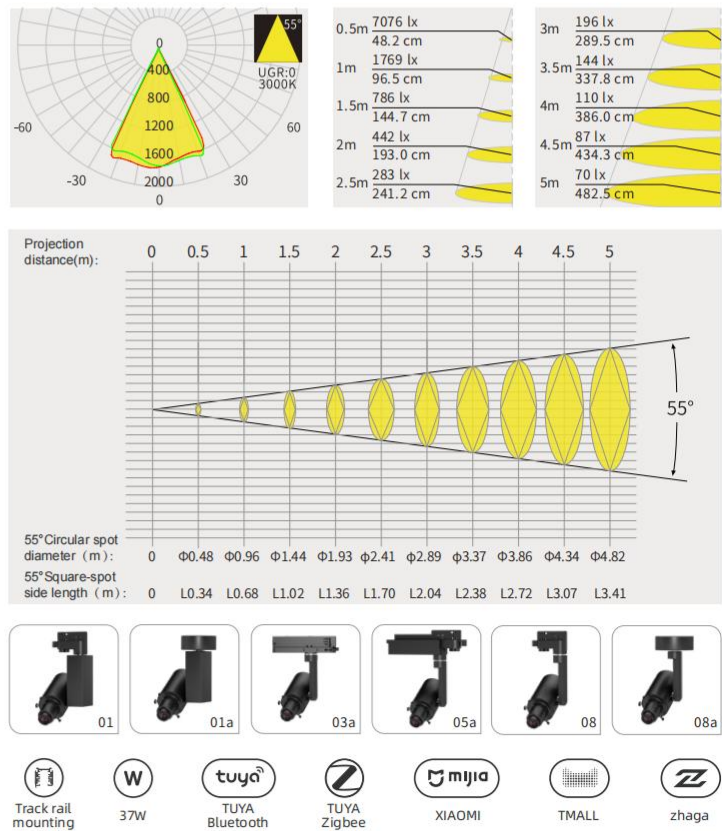 0
400
800
1200
1600
2000
0
-60
60
-30
30
55°
UGR:0
3000K
0.5m 7076 lx
48.2 cm
1m 1769 lx
96.5 cm
1.5m 786 lx
144.7 cm
2m 442 lx
193.0 cm
2.5m 283 lx
241.2 cm
3m 196 lx
289.5 cm
3.5m 144 lx
337.8 cm
4m 110 lx
386.0 cm
4.5m 87 lx
434.3 cm
5m 70 lx
482.5 cm
Projection
distance(m): 0 0.5 1 1.5 2 2.5 3 3.5 4 4.5 5
55°
55°Circular spot
diameter（m）: 0 Φ0.48 Φ0.96 Φ1.44 Φ1.93 Φ2.41 Φ2.89 Φ3.37 Φ3.86 Φ4.34 Φ4.82
55°Square-spot
side length（m）: 0 L0.34 L0.68 L1.02 L1.36 L1.70 L2.04 L2.38 L2.72 L3.07 L3.41
01
01a
03a
05a
08
08a
W
tuya
mijia
Track rail
mounting
37W
TUYA
Bluetooth
TUYA
Zigbee
XIAOMI
TMALL
zhaga